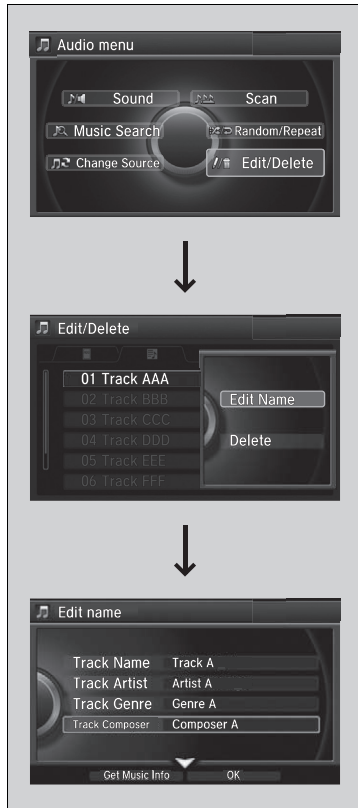 Audio menu
Sound
Scan
Music Search
Random/Repeat
Change Source
Edit/Delete
Edit/Delete
01 Track AAA
02 Track BBB
03 Track CCC
04 Track DDD
05 Track EEE
06 Track FFF
Edit Name
Delete
Edit name
Track Name Track A
Track Artist Artist A
Track Genre Genre A
Track Composer Composer A
Get Music Info OK